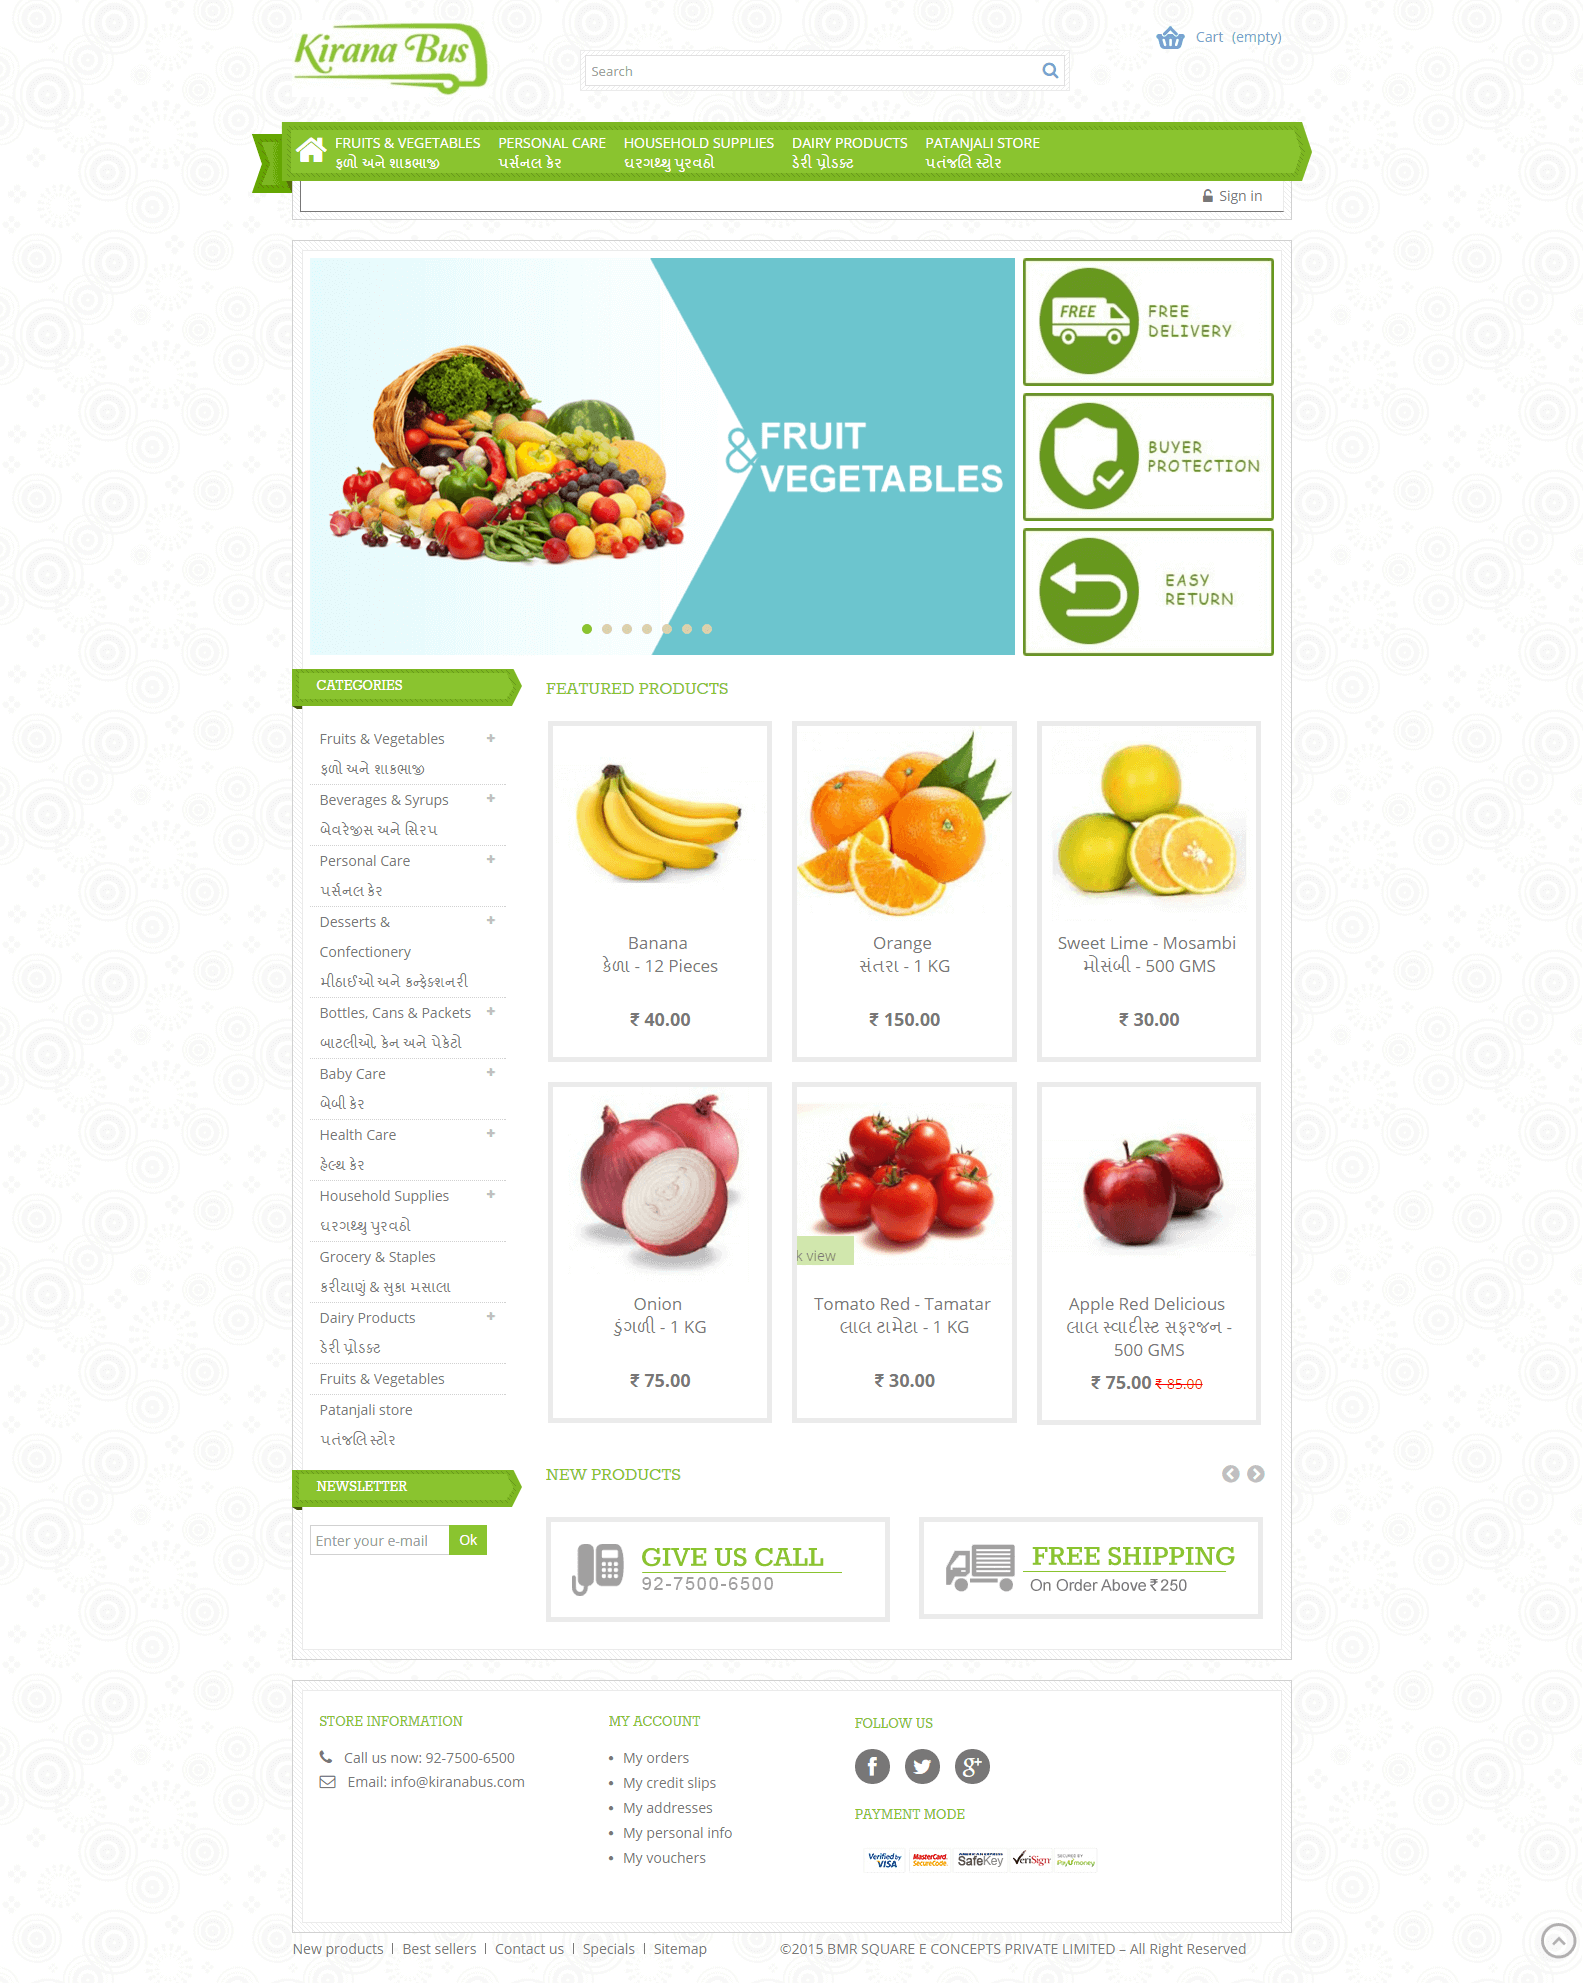 Kirana Bus
Cart (empty)
Search
FRUITS & VEGETABLES PERSONAL CARE HOUSEHOLD SUPPLIES DAIRY PRODUCTS PATANJALI STORE
ફળો અને શાકભાજી પર્સનલ કેર ઘરગથ્થુ પુરવઠો ડેરી પ્રોડક્ટ પતંજલિ સ્ટોર
Sign in
FREE
FREE
DELIVERY
& FRUIT
VEGETABLES
BUYER
PROTECTION
EASY
RETURN
CATEGORIES
Fruits & Vegetables
ફળો અને શાકભાજી
Beverages & Syrups
બેવરેજીસ અને સિરપ
Personal Care
પર્સનલ કેર
Desserts &
Confectionery
મીઠાઈઓ અને કન્ફેક્શનરી
Bottles, Cans & Packets
બાટલીઓ, કેન અને પેકેટો
Baby Care
બેબી કેર
Health Care
હેલ્થ કેર
Household Supplies
ઘરગથ્થુ પુરવઠો
Grocery & Staples
કરીયાણું & સુકા મસાલા
Dairy Products
ડેરી પ્રોડક્ટ
Fruits & Vegetables
Patanjali store
પતંજલિ સ્ટોર
NEWSLETTER
Enter your e-mail Ok
FEATURED PRODUCTS
Banana
કેળા - 12 Pieces
₹ 40.00
Orange
સંતરા - 1 KG
₹ 150.00
Sweet Lime - Mosambi
મોસંબી - 500 GMS
₹ 30.00
Onion
ડુંગળી - 1 KG
₹ 75.00
k view
Tomato Red - Tamatar
લાલ ટામેટા - 1 KG
₹ 30.00
Apple Red Delicious
લાલ સ્વાદીસ્ટ સફરજન -
500 GMS
₹ 75.00 ₹ 85.00
NEW PRODUCTS
GIVE US CALL
92-7500-6500
FREE SHIPPING
On Order Above ₹250
STORE INFORMATION
Call us now: 92-7500-6500
Email: info@kiranabus.com
MY ACCOUNT
• My orders
• My credit slips
• My addresses
• My personal info
• My vouchers
FOLLOW US
f g+
PAYMENT MODE
Verified by
VISA
MasterCard.
SecureCode.
AMERICAN EXPRESS
SafeKey
VeriSign
SECURED BY
PayUmoney
New products | Best sellers | Contact us | Specials | Sitemap
©2015 BMR SQUARE E CONCEPTS PRIVATE LIMITED – All Right Reserved